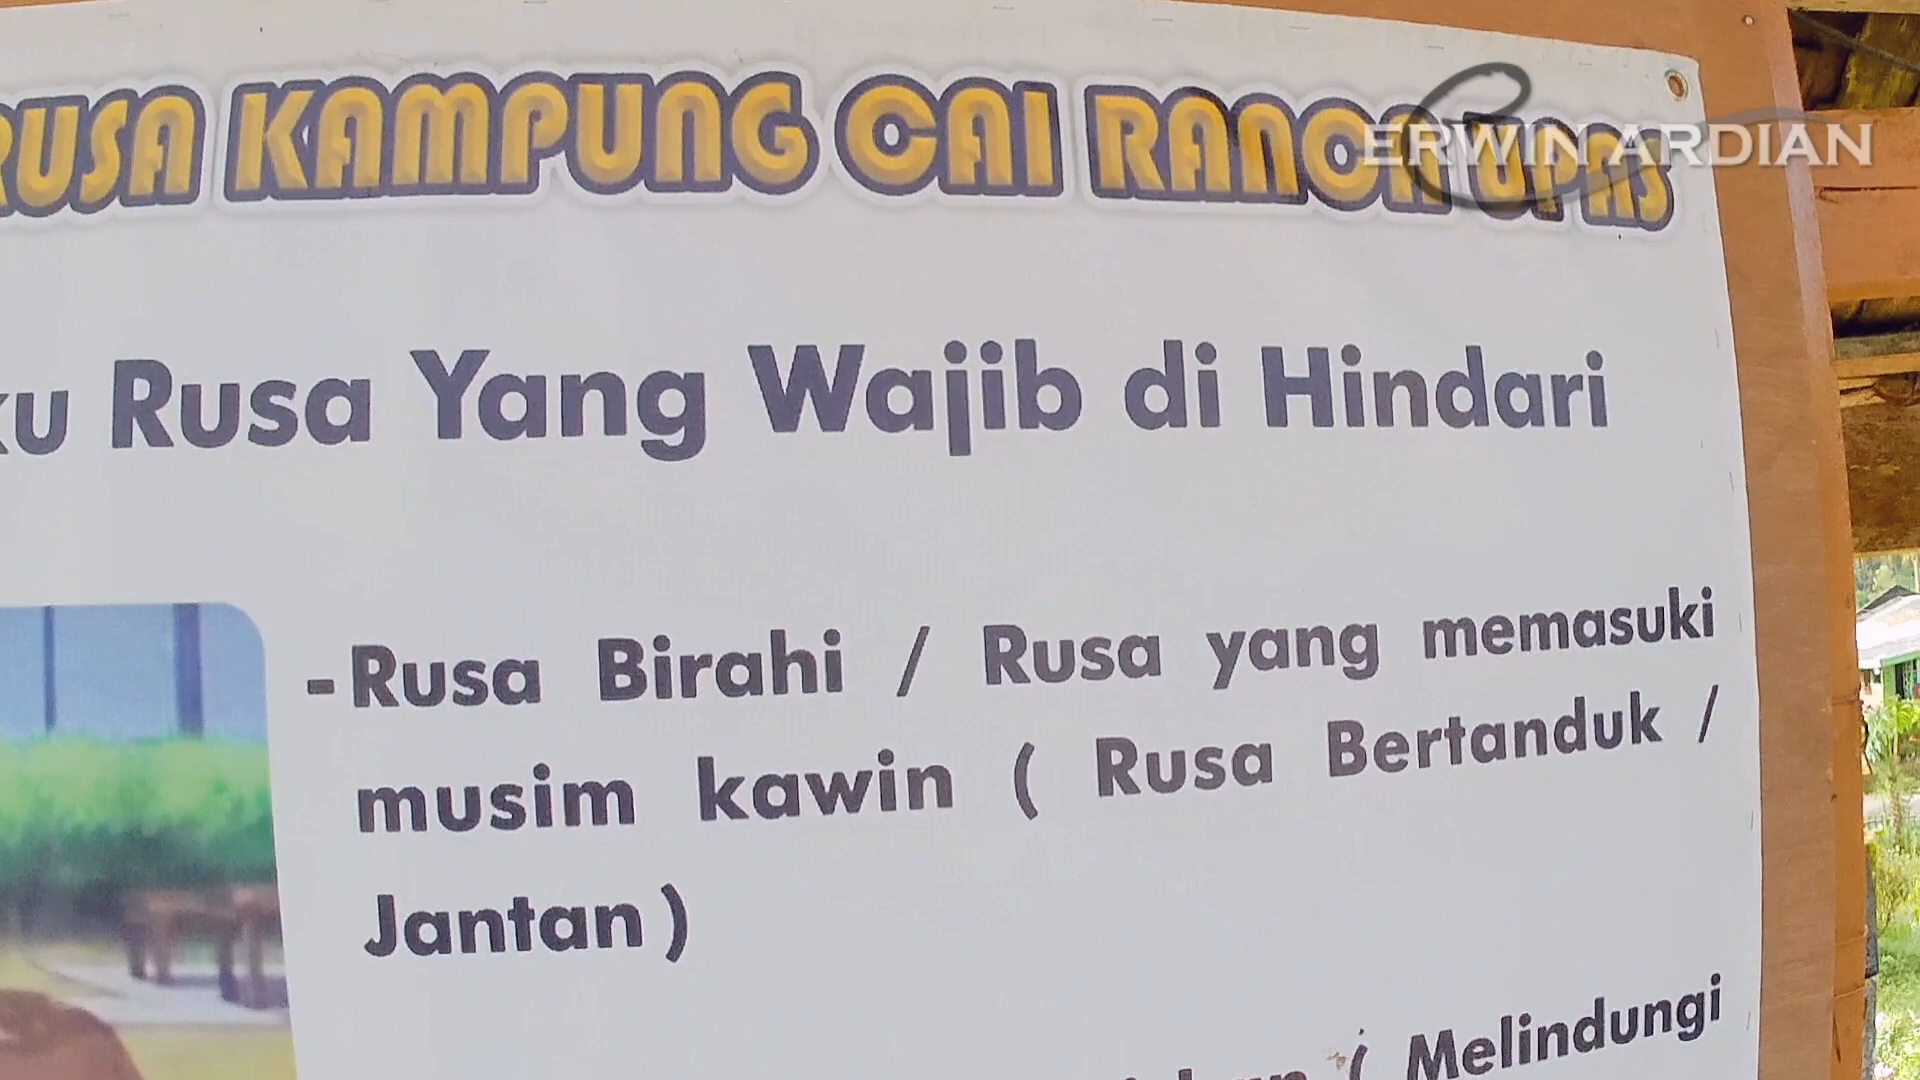 RUSA KAMPUNG CAI RANCA UPAS
ERWIN ARDIAN
Rusa Yang Wajib di Hindari
-Rusa Birahi / Rusa yang memasuki
musim kawin ( Rusa Bertanduk /
Jantan )
( Melindungi